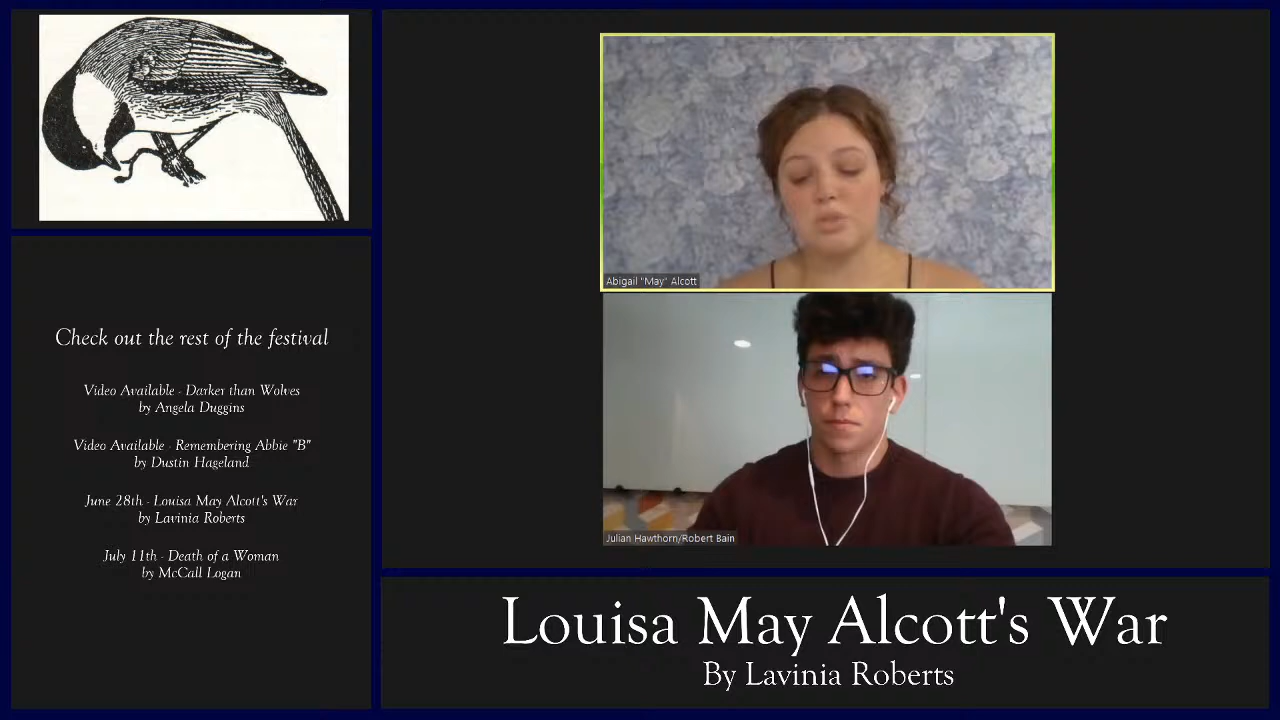 Check out the rest of the festival
Video Available - Darker than Wolves
by Angela Duggins
Video Available - Remembering Abbie "B"
by Dustin Hageland
June 28th - Louisa May Alcott's War
by Lavinia Roberts
July 11th - Death of a Woman
by McCall Logan
Abigail "May" Alcott
Julian Hawthorn/Robert Bain
Louisa May Alcott's War
By Lavinia Roberts